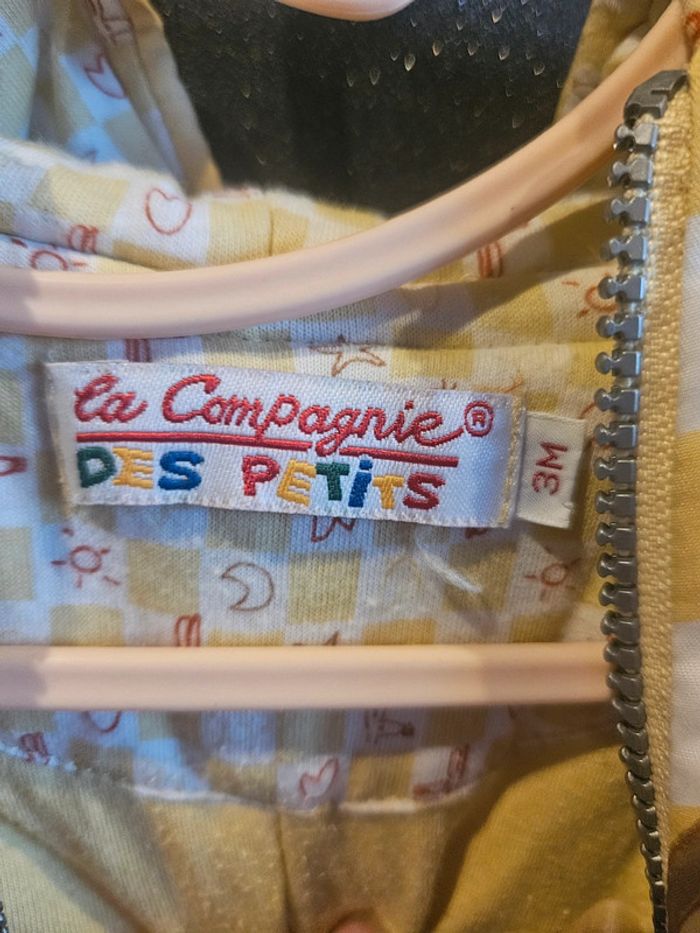 la Compagnie ®
DES PETITS
3M